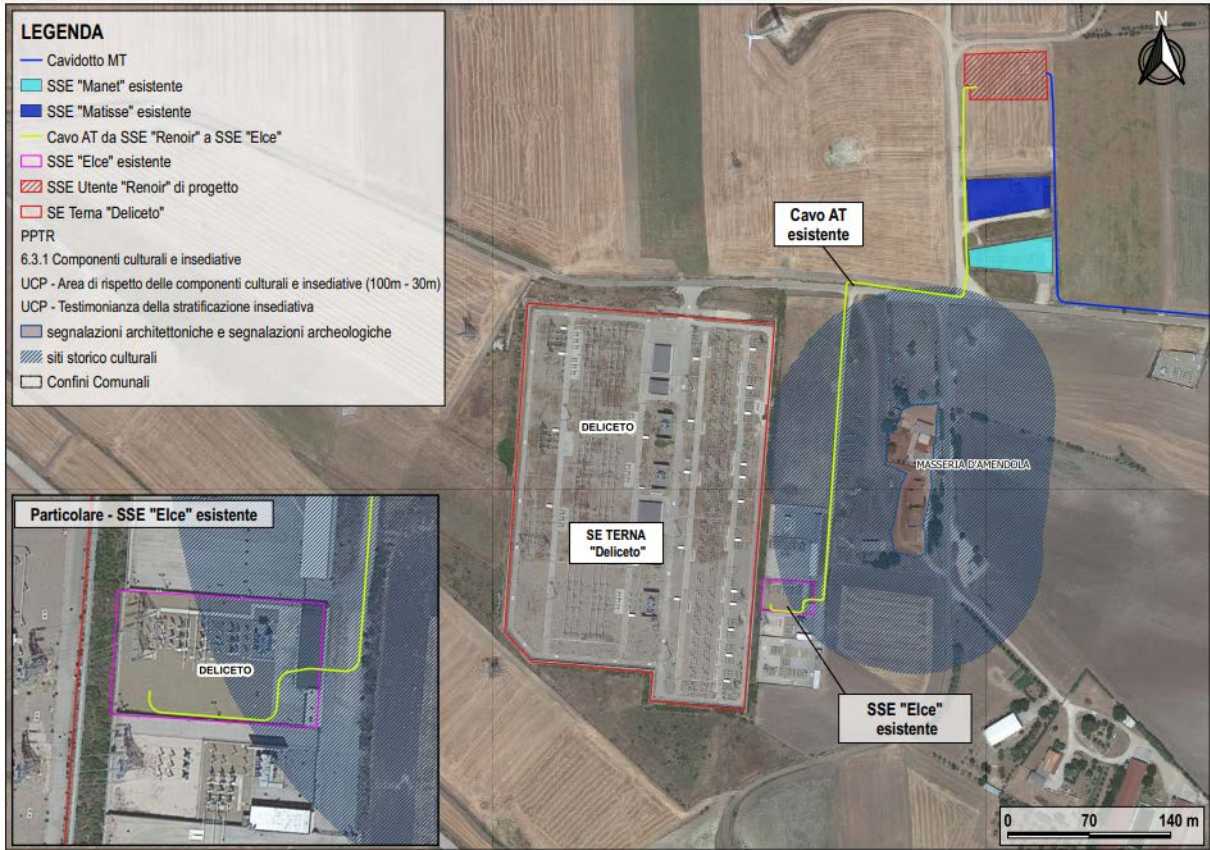 LEGENDA
Cavidotto MT
SSE "Manet" esistente
SSE "Matisse" esistente
Cavo AT da SSE "Renoir" a SSE "Elce"
SSE "Elce" esistente
SSE Utente "Renoir" di progetto
SE Terna "Deliceto"
PPTR
6.3.1 Componenti culturali e insediative
UCP - Area di rispetto delle componenti culturali e insediative (100m - 30m)
UCP - Testimonianza della stratificazione insediativa
segnalazioni architettoniche e segnalazioni archeologiche
siti storico culturali
Confini Comunali
N
Cavo AT
esistente
DELICETO
MASSERIA D'AMENDOLA
SE TERNA
"Deliceto"
SSE "Elce"
esistente
Particolare - SSE "Elce" esistente
DELICETO
0 70 140 m